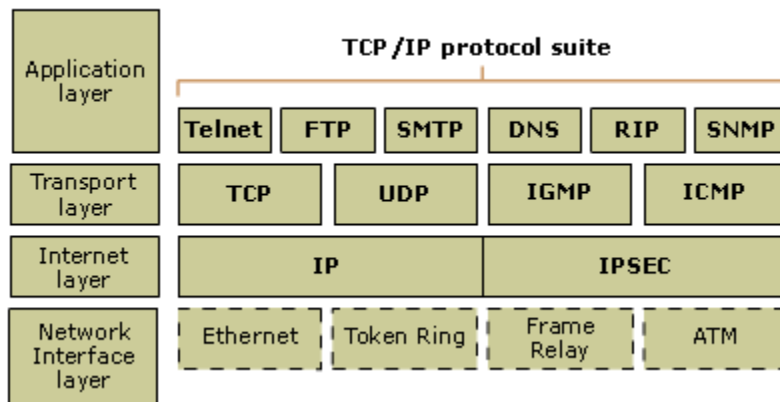 TCP/IP protocol suite
Application
layer
Telnet FTP SMTP DNS RIP SNMP
Transport
layer
TCP UDP IGMP ICMP
Internet
layer
IP IPSEC
Network
Interface
layer
Ethernet Token Ring Frame
Relay ATM